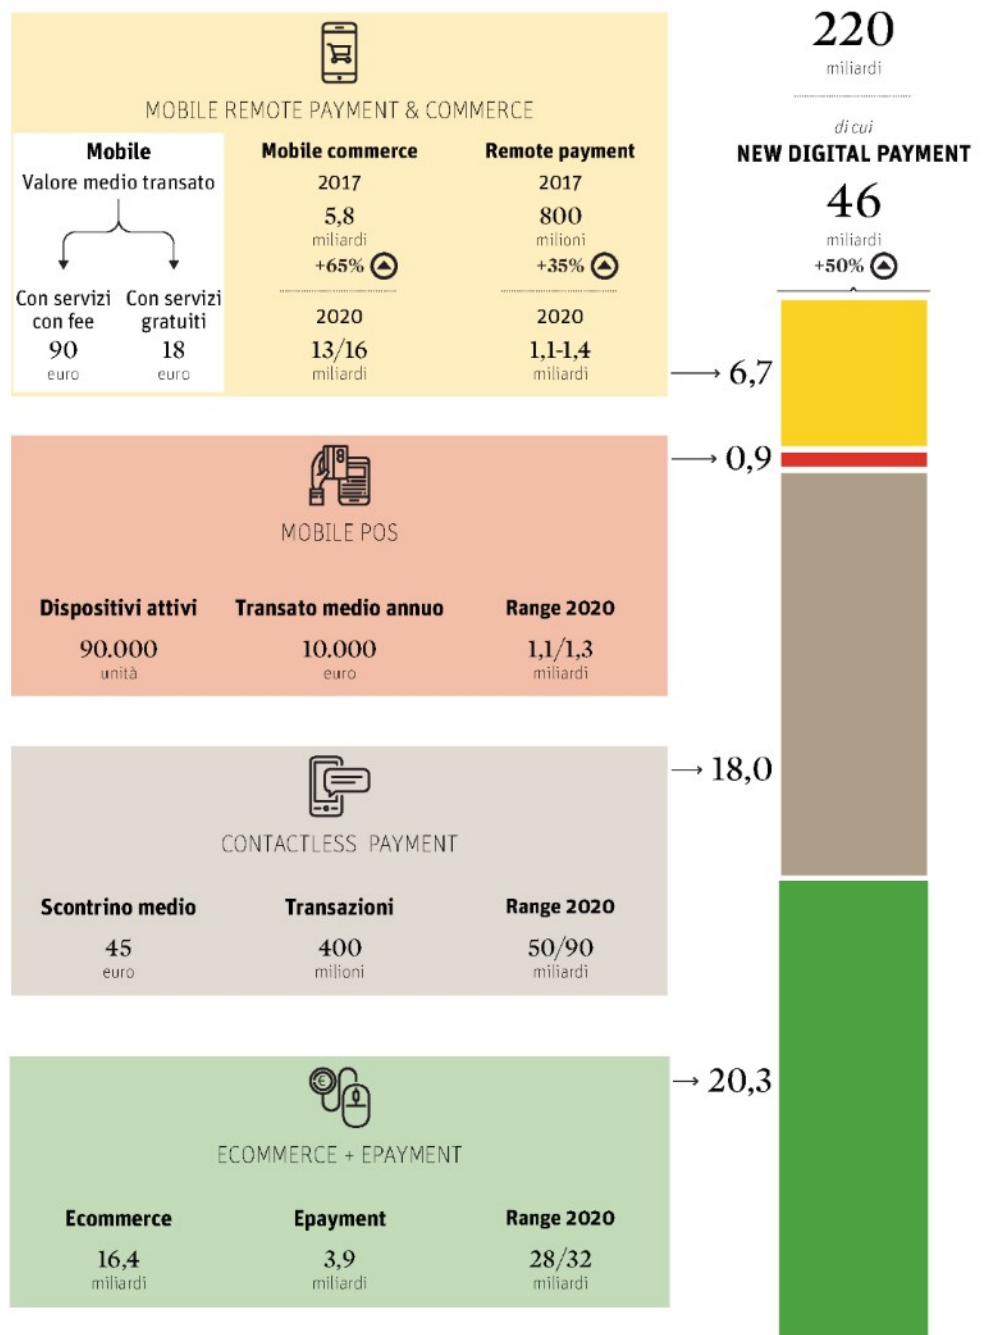 220
miliardi
di cui
NEW DIGITAL PAYMENT
46
miliardi
+50%
MOBILE REMOTE PAYMENT & COMMERCE
Mobile
Valore medio transato
Con servizi con fee
90
euro
Con servizi gratuiti
18
euro
Mobile commerce
2017
5,8
miliardi
+65%
2020
13/16
miliardi
Remote payment
2017
800
milioni
+35%
2020
1,1-1,4
miliardi
6,7
MOBILE POS
Dispositivi attivi
90.000
unità
Transato medio annuo
10.000
euro
Range 2020
1,1/1,3
miliardi
0,9
CONTACTLESS PAYMENT
Scontrino medio
45
euro
Transazioni
400
milioni
Range 2020
50/90
miliardi
18,0
ECOMMERCE + EPAYMENT
Ecommerce
16,4
miliardi
Epayment
3,9
miliardi
Range 2020
28/32
miliardi
20,3